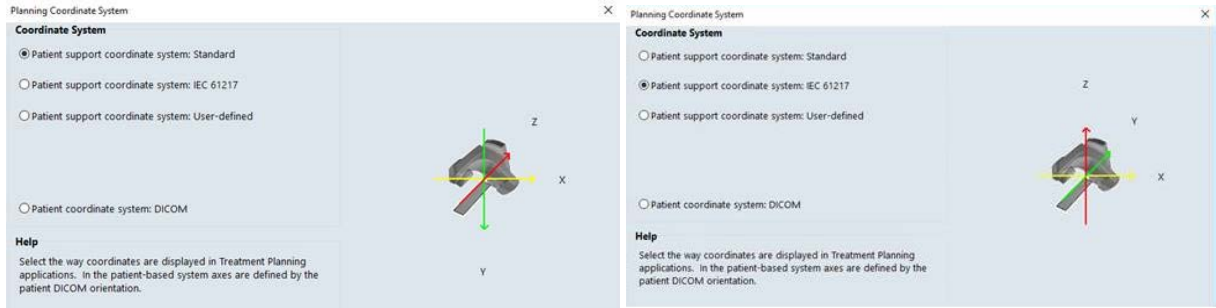 Planning Coordinate System
Coordinate System
Patient support coordinate system: Standard
Patient support coordinate system: IEC 61217
Patient support coordinate system: User-defined
Z
X
Patient coordinate system: DICOM
Help
Select the way coordinates are displayed in Treatment Planning
applications. In the patient-based system axes are defined by the
patient DICOM orientation.
Y
Planning Coordinate System
Coordinate System
Patient support coordinate system: Standard
Patient support coordinate system: IEC 61217
Z
Patient support coordinate system: User-defined
Y
X
Patient coordinate system: DICOM
Help
Select the way coordinates are displayed in Treatment Planning
applications. In the patient-based system axes are defined by the
patient DICOM orientation.